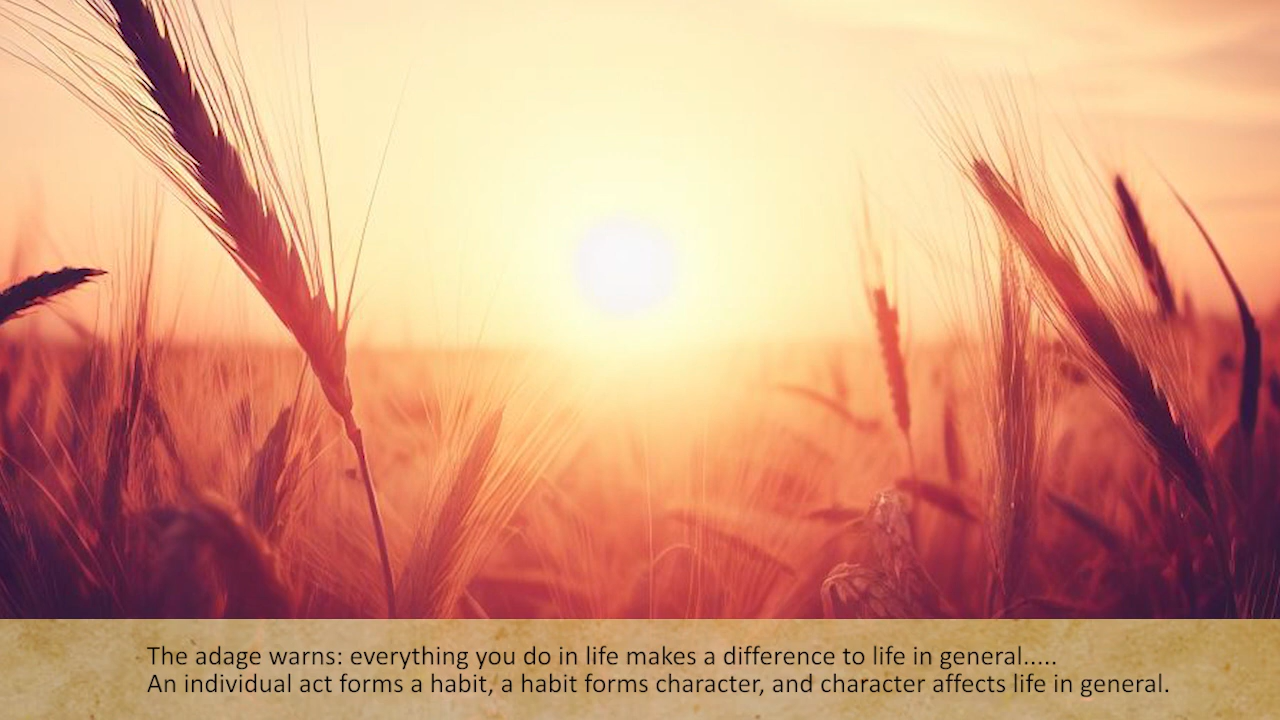 The adage warns: everything you do in life makes a difference to life in general.....
An individual act forms a habit, a habit forms character, and character affects life in general.